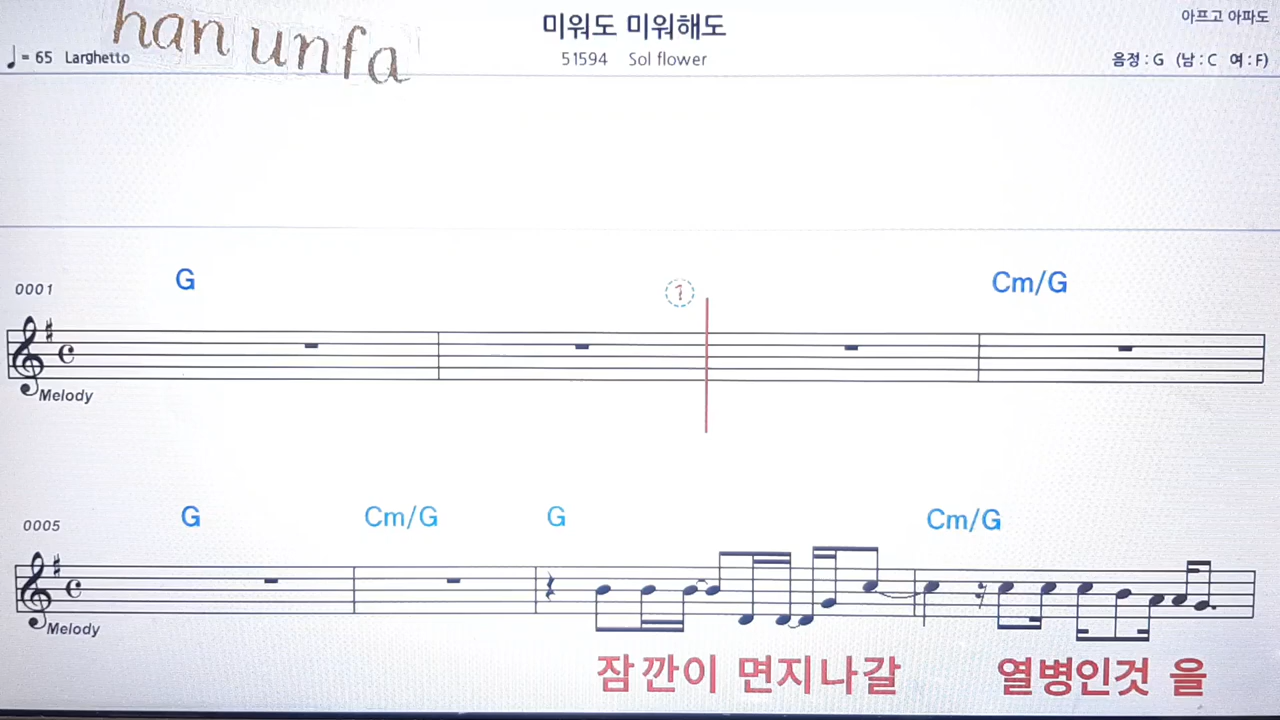 han unfa
미워도 미워해도
아프고 아파도
♩= 65 Larghetto
51594 Sol flower
음정 : G (남 : C 여 : F)
0001 G 1 Cm/G
Melody
0005 G Cm/G G Cm/G
Melody
잠깐이 면지나갈 열병인것 을